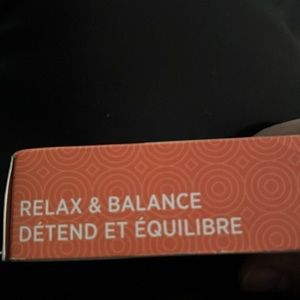 RELAX & BALANCE
DÉTEND ET ÉQUILIBRE